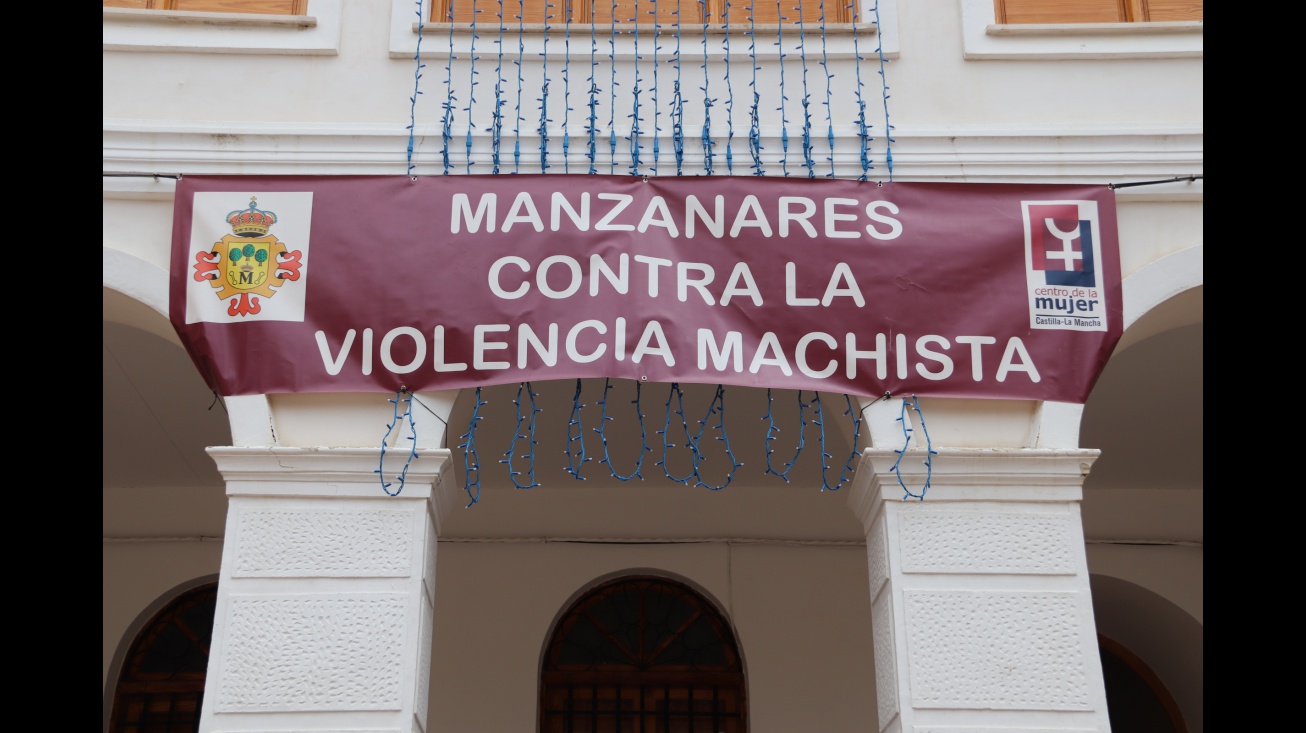 MANZANARES
CONTRA LA
VIOLENCIA MACHISTA
M
centro de la
mujer
Castilla-La Mancha